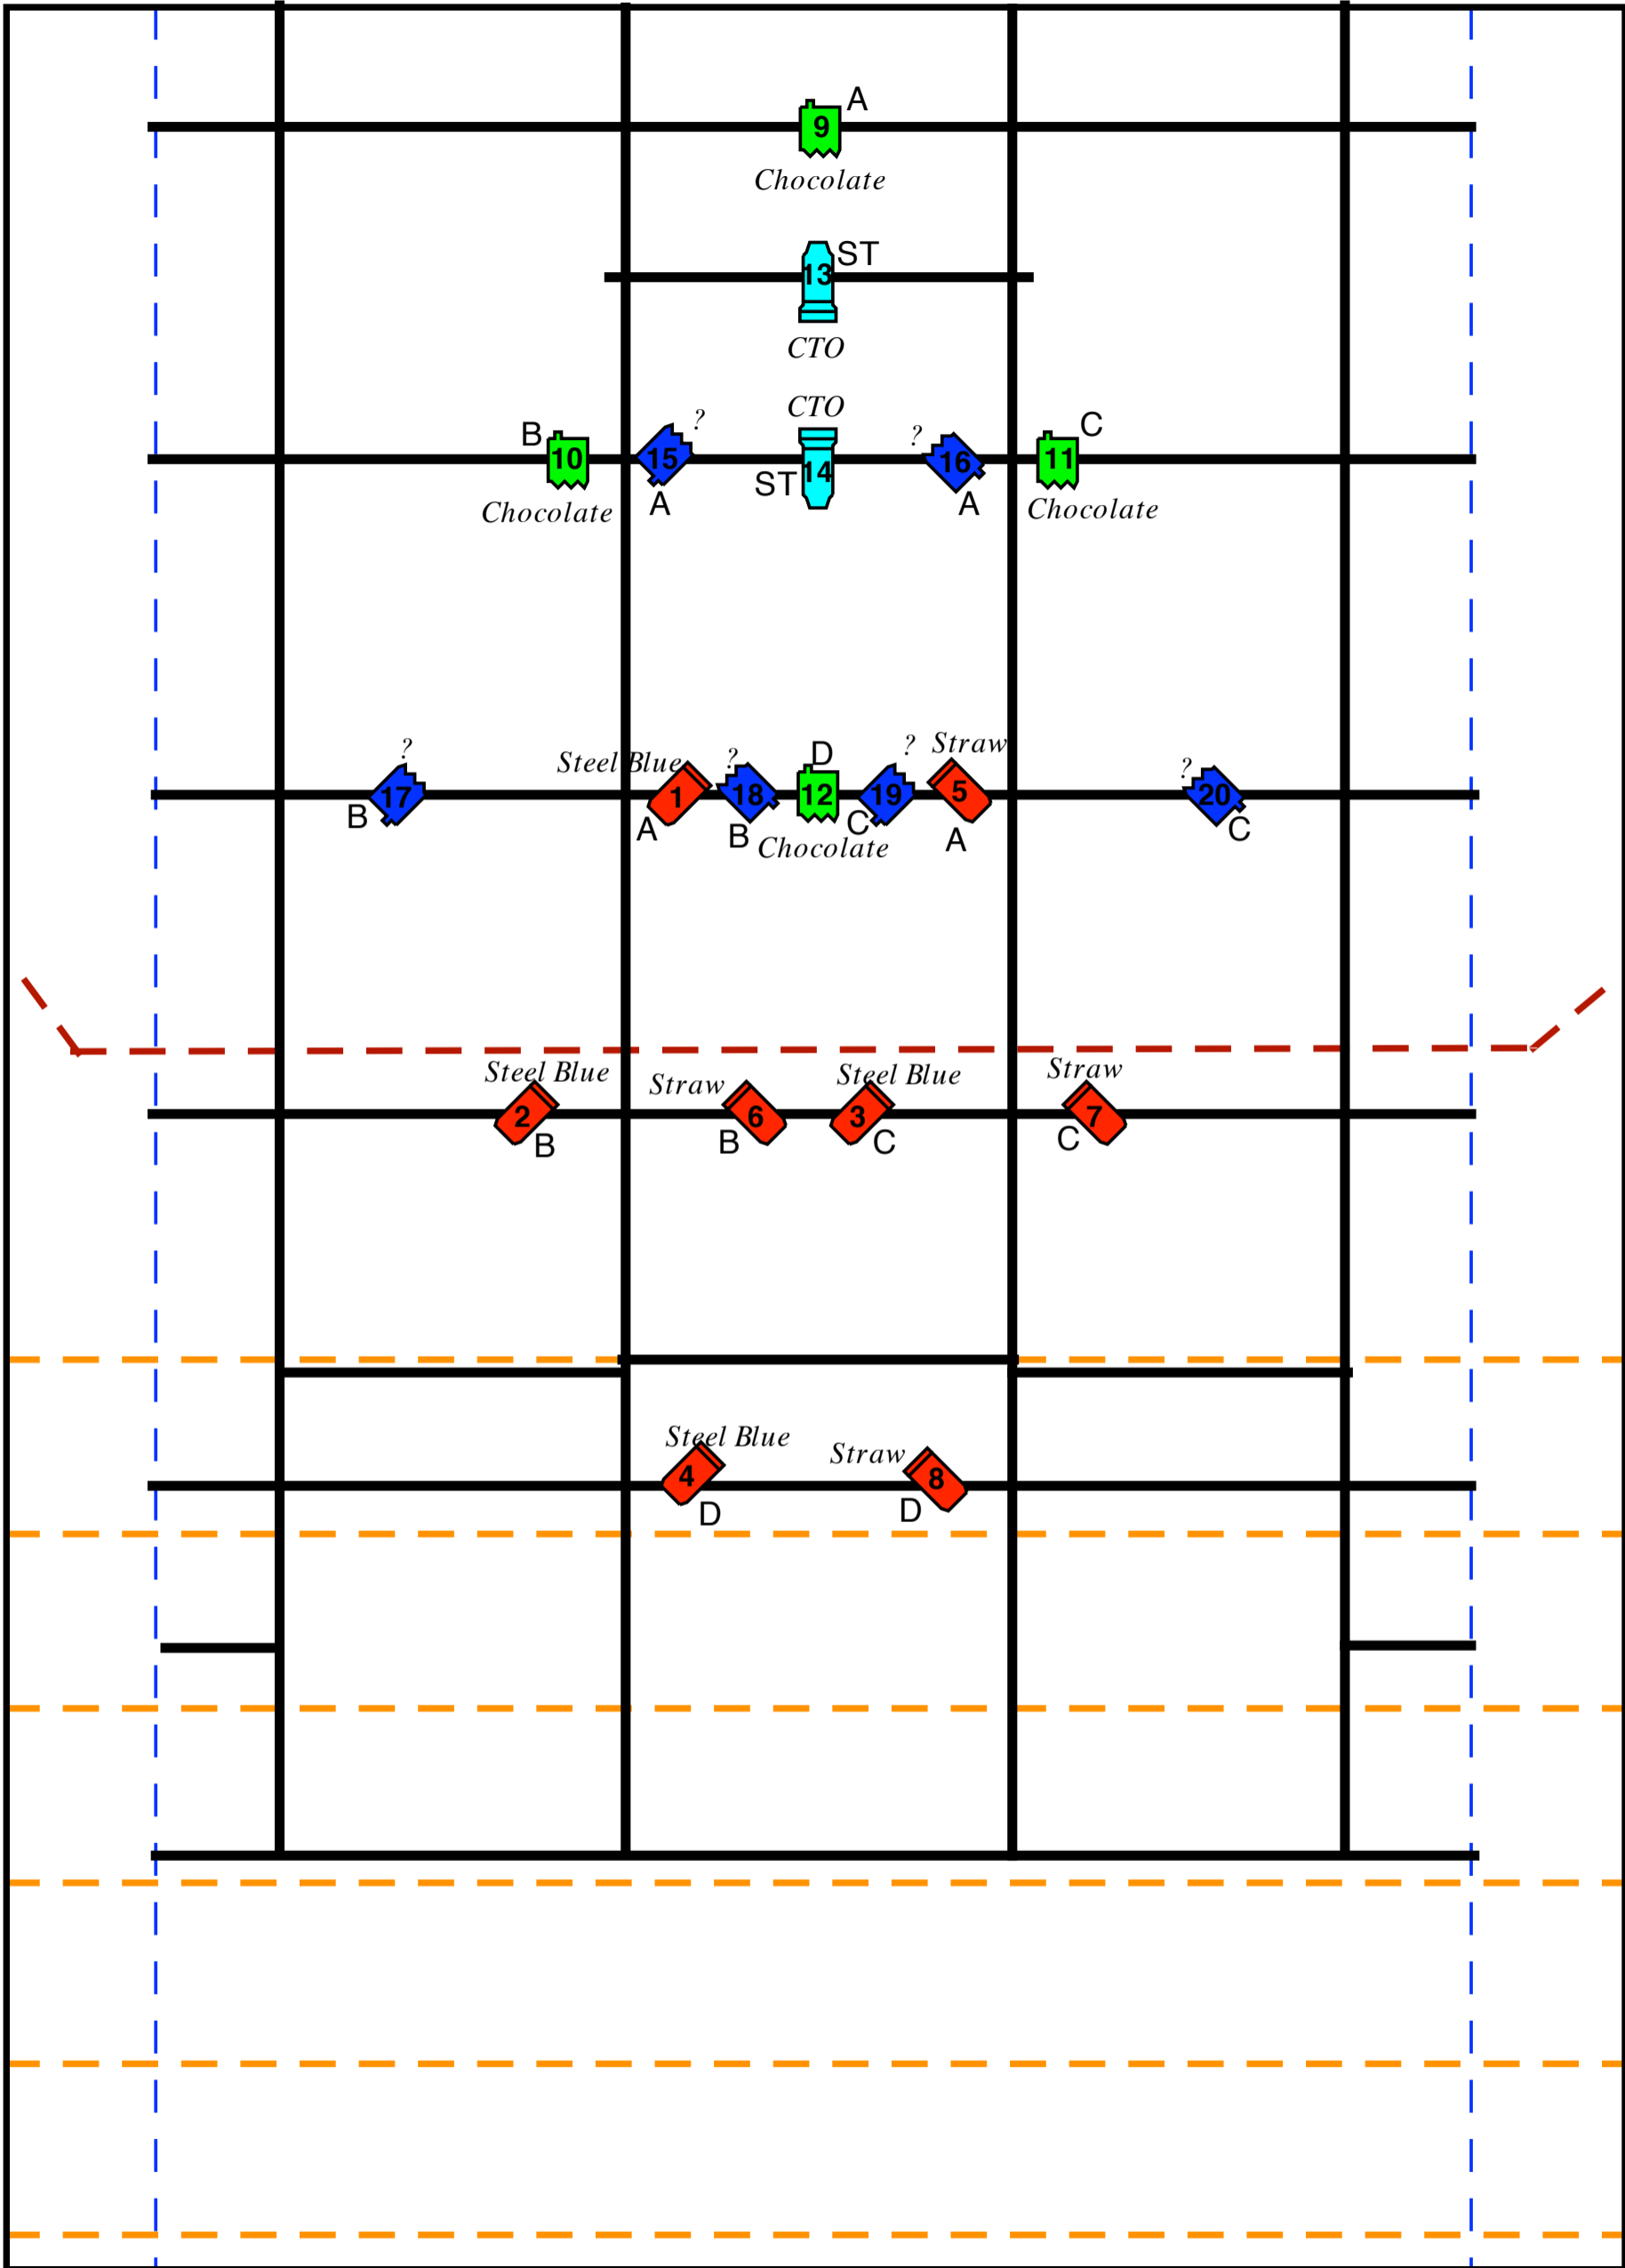 A
9
Chocolate
ST
13
CTO
CTO
B
10
?
15
14
?
16
C
11
ST
Chocolate
A
A
Chocolate
?
17
B
Steel Blue
1
A
?
18
B
D
12
Chocolate
?
19
C
Straw
5
A
?
20
C
Steel Blue
2
B
Straw
6
B
Steel Blue
3
C
Straw
7
C
Steel Blue
4
D
Straw
8
D